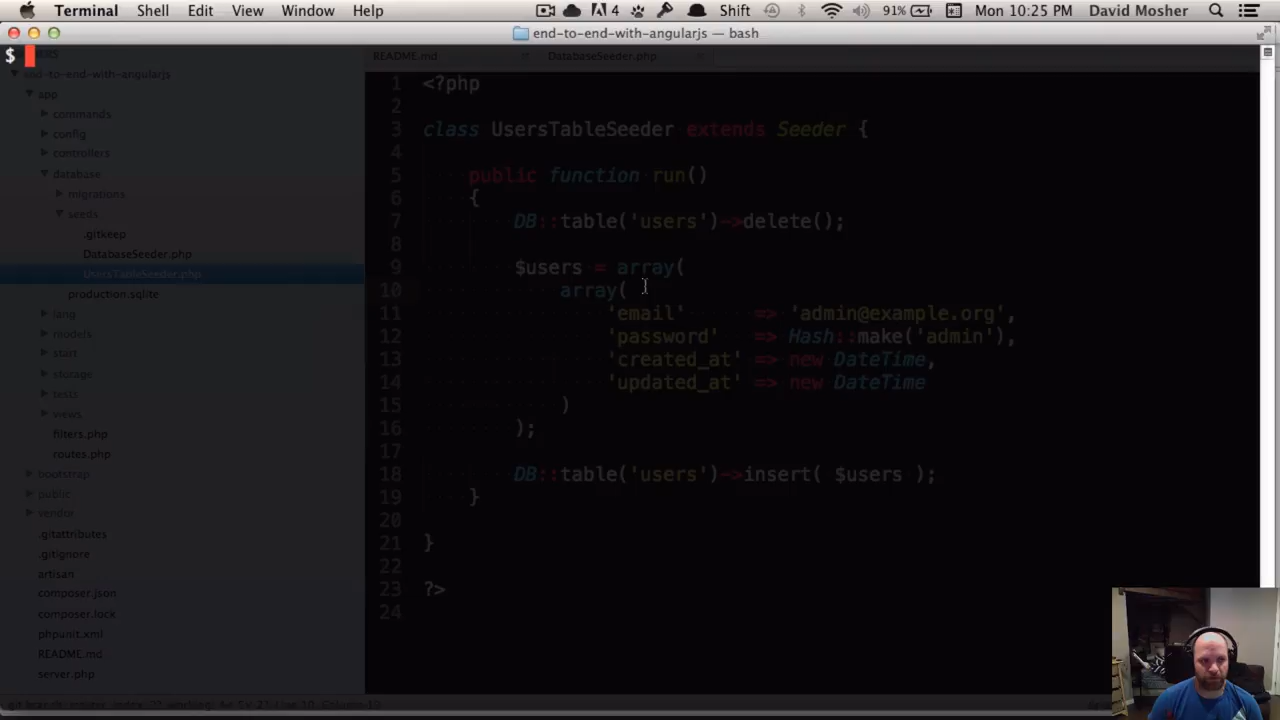 Terminal Shell Edit View Window Help 4 Shift 91% Mon 10:25 PM David Mosher
end-to-end-with-angularjs — bash
$
README.md DatabaseSeeder.php
end-to-end-with-angularjs
app
commands
config
controllers
database
migrations
seeds
.gitkeep
DatabaseSeeder.php
UsersTableSeeder.php
production.sqlite
lang
models
start
storage
tests
views
filters.php
routes.php
bootstrap
public
vendor
.gitattributes
.gitignore
artisan
composer.json
composer.lock
phpunit.xml
README.md
server.php
1 <?php
2
3 class UsersTableSeeder extends Seeder {
4
5 public function run()
6 {
7 DB::table('users')->delete();
8
9 $users = array(
10 array(
11 'email' => 'admin@example.org',
12 'password' => Hash::make('admin'),
13 'created_at' => new DateTime,
14 'updated_at' => new DateTime
15 )
16 );
17
18 DB::table('users')->insert( $users );
19 }
20
21 }
22
23 ?>
24